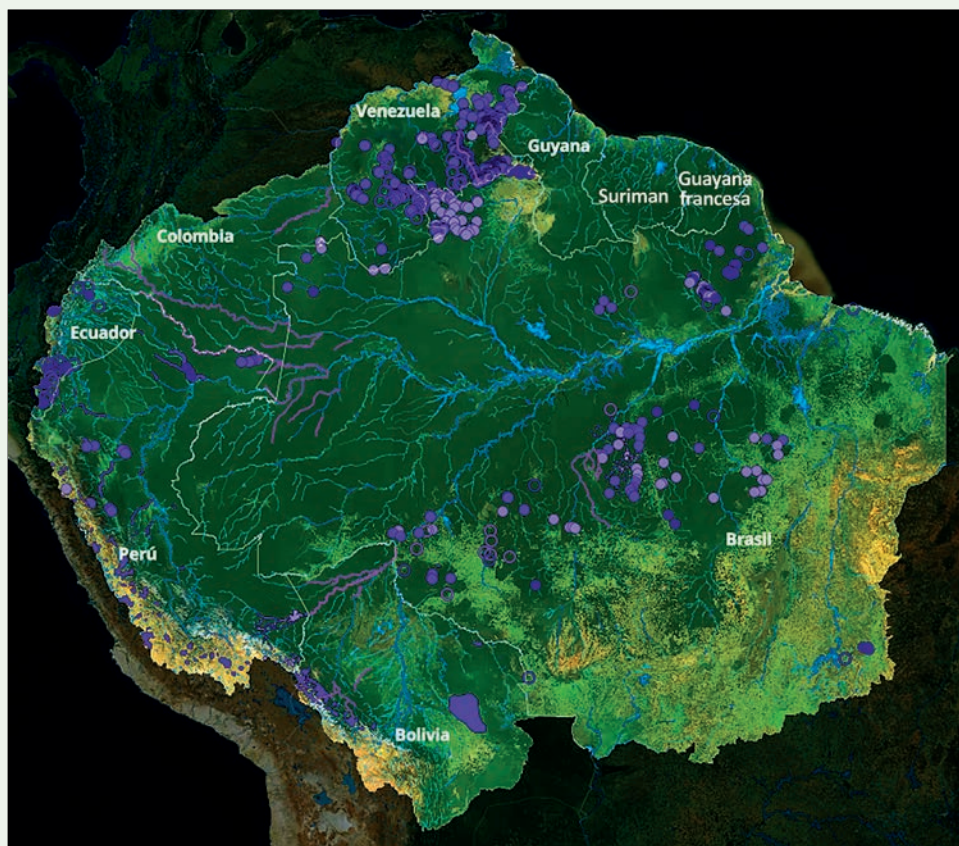 Venezuela
Guyana
Suriman
Guayana
francesa
Colombia
Ecuador
Perú
Brasil
Bolivia